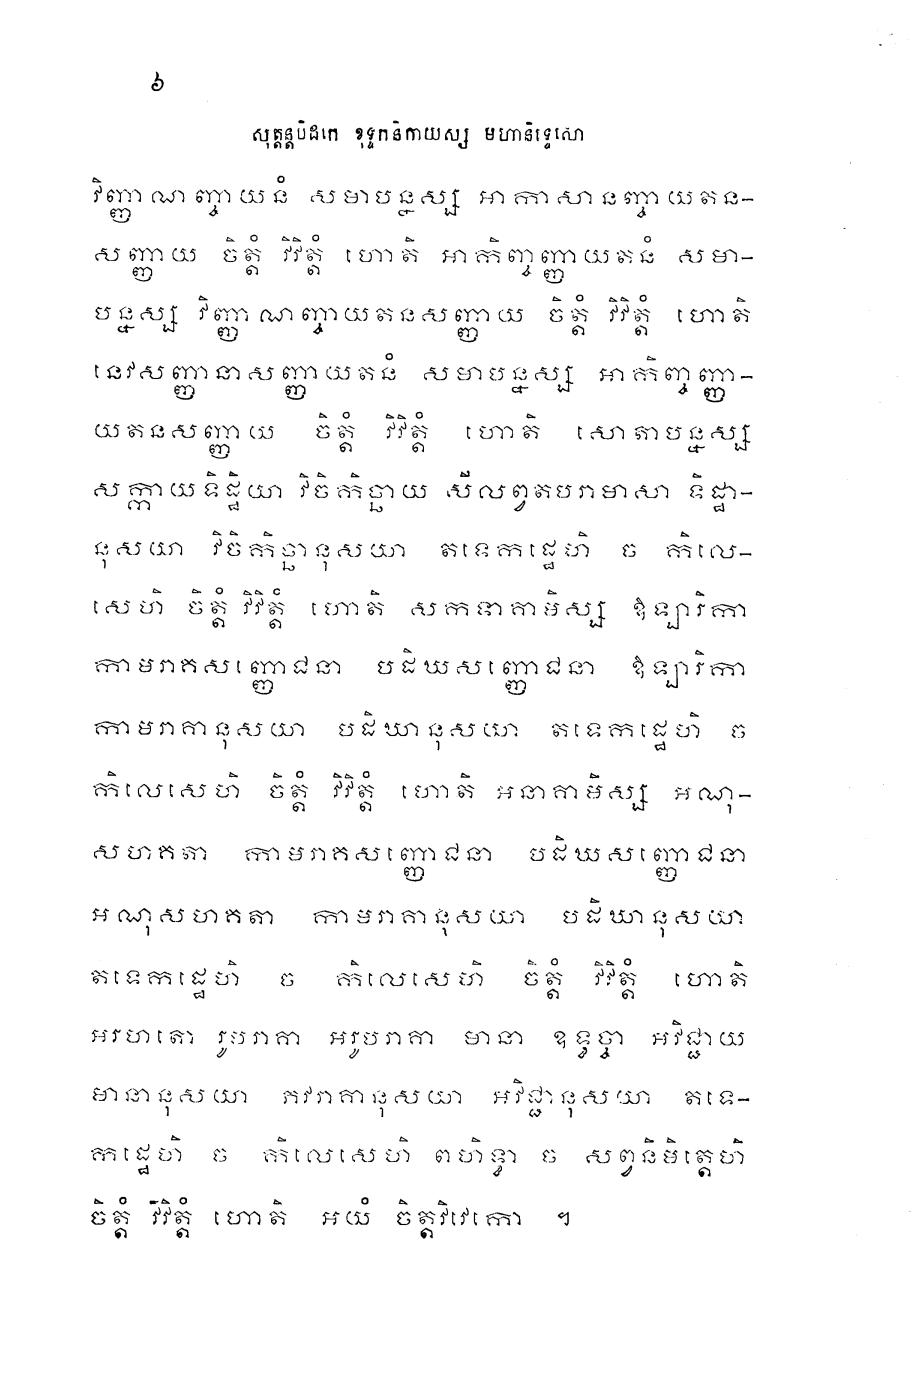 ៦
សុត្តន្តបិដកេ ខុទ្ទកនិកាយស្ស មហានិទ្ទេសោ
វិញ្ញាណញ្ចាយនំ សមាបន្នស្ស អាកាសានញ្ចាយតន-
សញ្ញាយ ចិត្តំ វិវិត្តំ ហោតិ អាកិញ្ចញ្ញាយតនំ សមា-
បន្នស្ស វិញ្ញាណញ្ចាយតនសញ្ញាយ ចិត្តំ វិវិត្តំ ហោតិ
នេវសញ្ញានាសញ្ញាយតនំ សមាបន្នស្ស អាកិញ្ចញ្ញា-
យតនសញ្ញាយ ចិត្តំ វិវិត្តំ ហោតិ សោតាបន្នស្ស
សក្កាយទិដ្ឋិយា វិចិកិច្ឆាយ សីលព្វតបរាមាសា ទិដ្ឋា-
នុសយា វិចិកិច្ឆានុសយា តទេកដ្ឋេហិ ច កិលេ-
សេហិ ចិត្តំ វិវិត្តំ ហោតិ សកទាគាមិស្ស ឱឡារិកា
កាមរាគសញ្ញោជនា បដិឃសញ្ញោជនា ឱឡារិកា
កាមរាគានុសយា បដិឃានុសយា តទេកដ្ឋេហិ ច
កិលេសេហិ ចិត្តំ វិវិត្តំ ហោតិ អនាគាមិស្ស អណុ-
សហគតា កាមរាគសញ្ញោជនា បដិឃសញ្ញោជនា
អណុសហគតា កាមរាគានុសយា បដិឃានុសយា
តទេកដ្ឋេហិ ច កិលេសេហិ ចិត្តំ វិវិត្តំ ហោតិ
អរហតោ រូបរាគា អរូបរាគា មានា ឧទ្ធច្ចា អវិជ្ជាយ
មានានុសយា ភវរាគានុសយា អវិជ្ជានុសយា តទេ-
កដ្ឋេហិ ច កិលេសេហិ ពហិទ្ធា ច សព្វនិមិត្តេហិ
ចិត្តំ វិវិត្តំ ហោតិ អយំ ចិត្តវិវេកោ ។